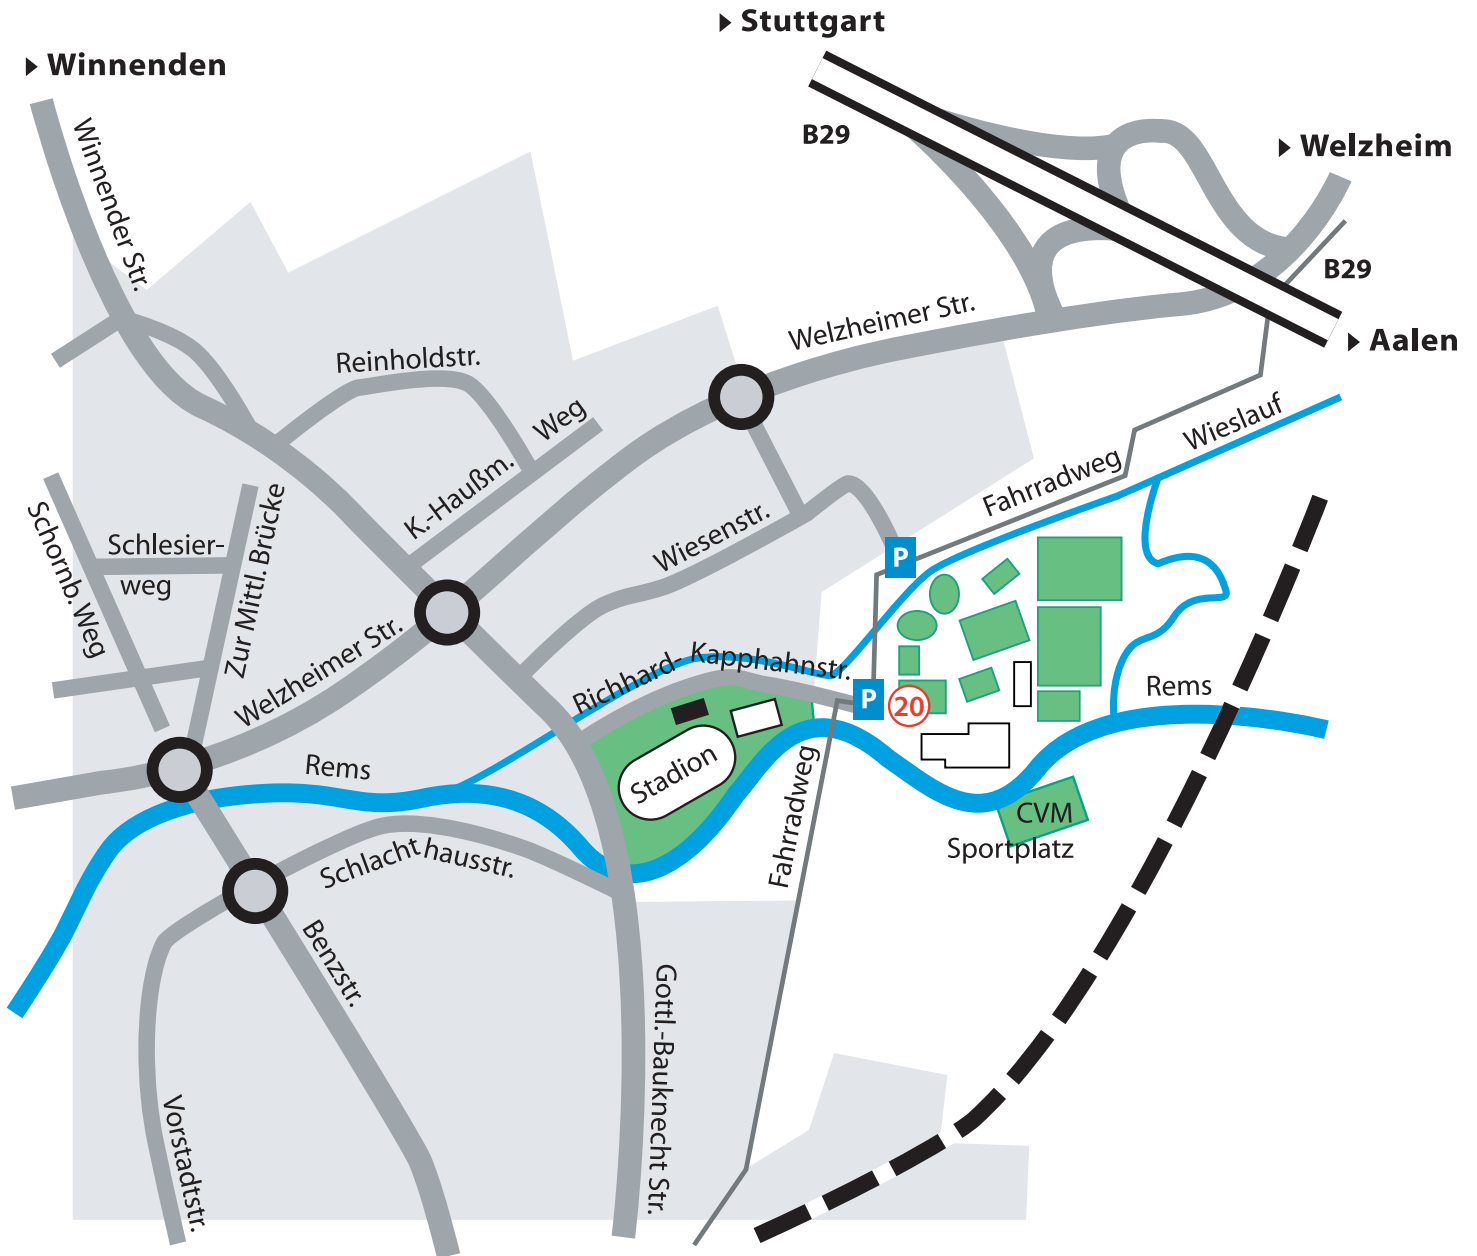 Stuttgart
Winnenden
B29
Welzheim
Winnender Str.
B29
Welzheimer Str.
Aalen
Reinholdstr.
K.-Haußm. Weg
Wieslauf
Fahrradweg
Schornb. Weg
Schlesier-
weg
Zur Mittl. Brücke
Wiesenstr.
P
Welzheimer Str.
Richhard- Kapphahnstr.
P
20
Rems
Rems
Stadion
Fahrradweg
CVM
Sportplatz
Schlachthausstr.
Benzstr.
Gottl.-Bauknecht Str.
Vorstadtstr.